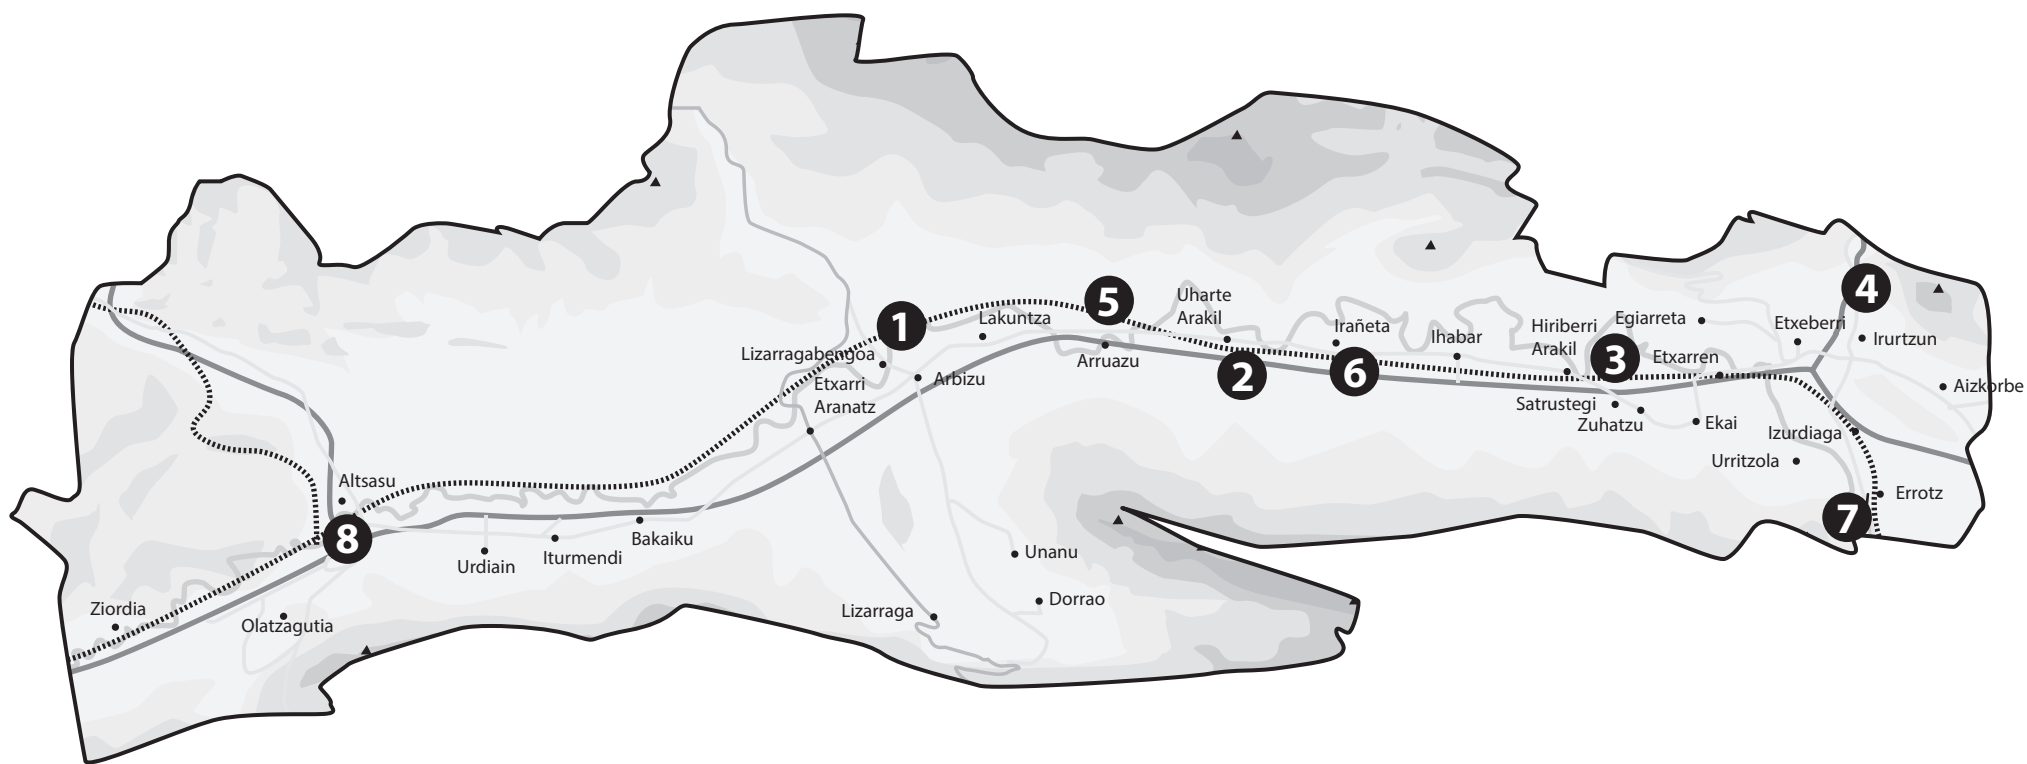 4
5
Uharte
Arakil
Lakuntza
1
Irañeta
Hiriberri
Arakil
Egiarreta
Etxeberri
Irurtzun
Ihabar
3
Etxarren
Lizarragabengoa
Arruazu
2
6
Etxarri
Aranatz
Arbizu
Aizkorbe
Satrustegi
Zuhatzu
Ekai
Izurdiaga
Urritzola
Altsasu
Errotz
7
8
Bakaiku
Iturmendi
Urdiain
Unanu
Dorrao
Ziordia
Olatzagutia
Lizarraga